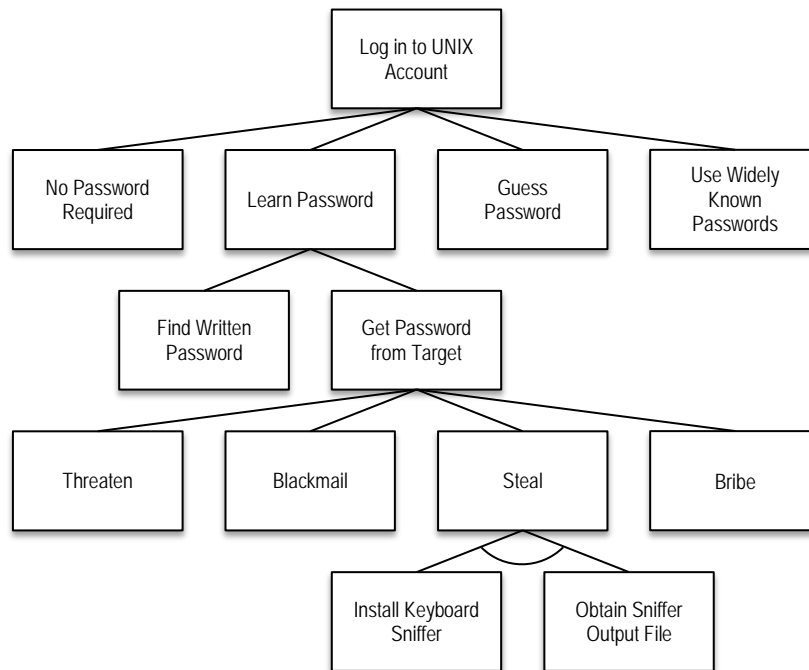 Log in to UNIX
Account
No Password
Required
Learn Password
Guess
Password
Use Widely
Known
Passwords
Find Written
Password
Get Password
from Target
Threaten
Blackmail
Steal
Bribe
Install Keyboard
Sniffer
Obtain Sniffer
Output File